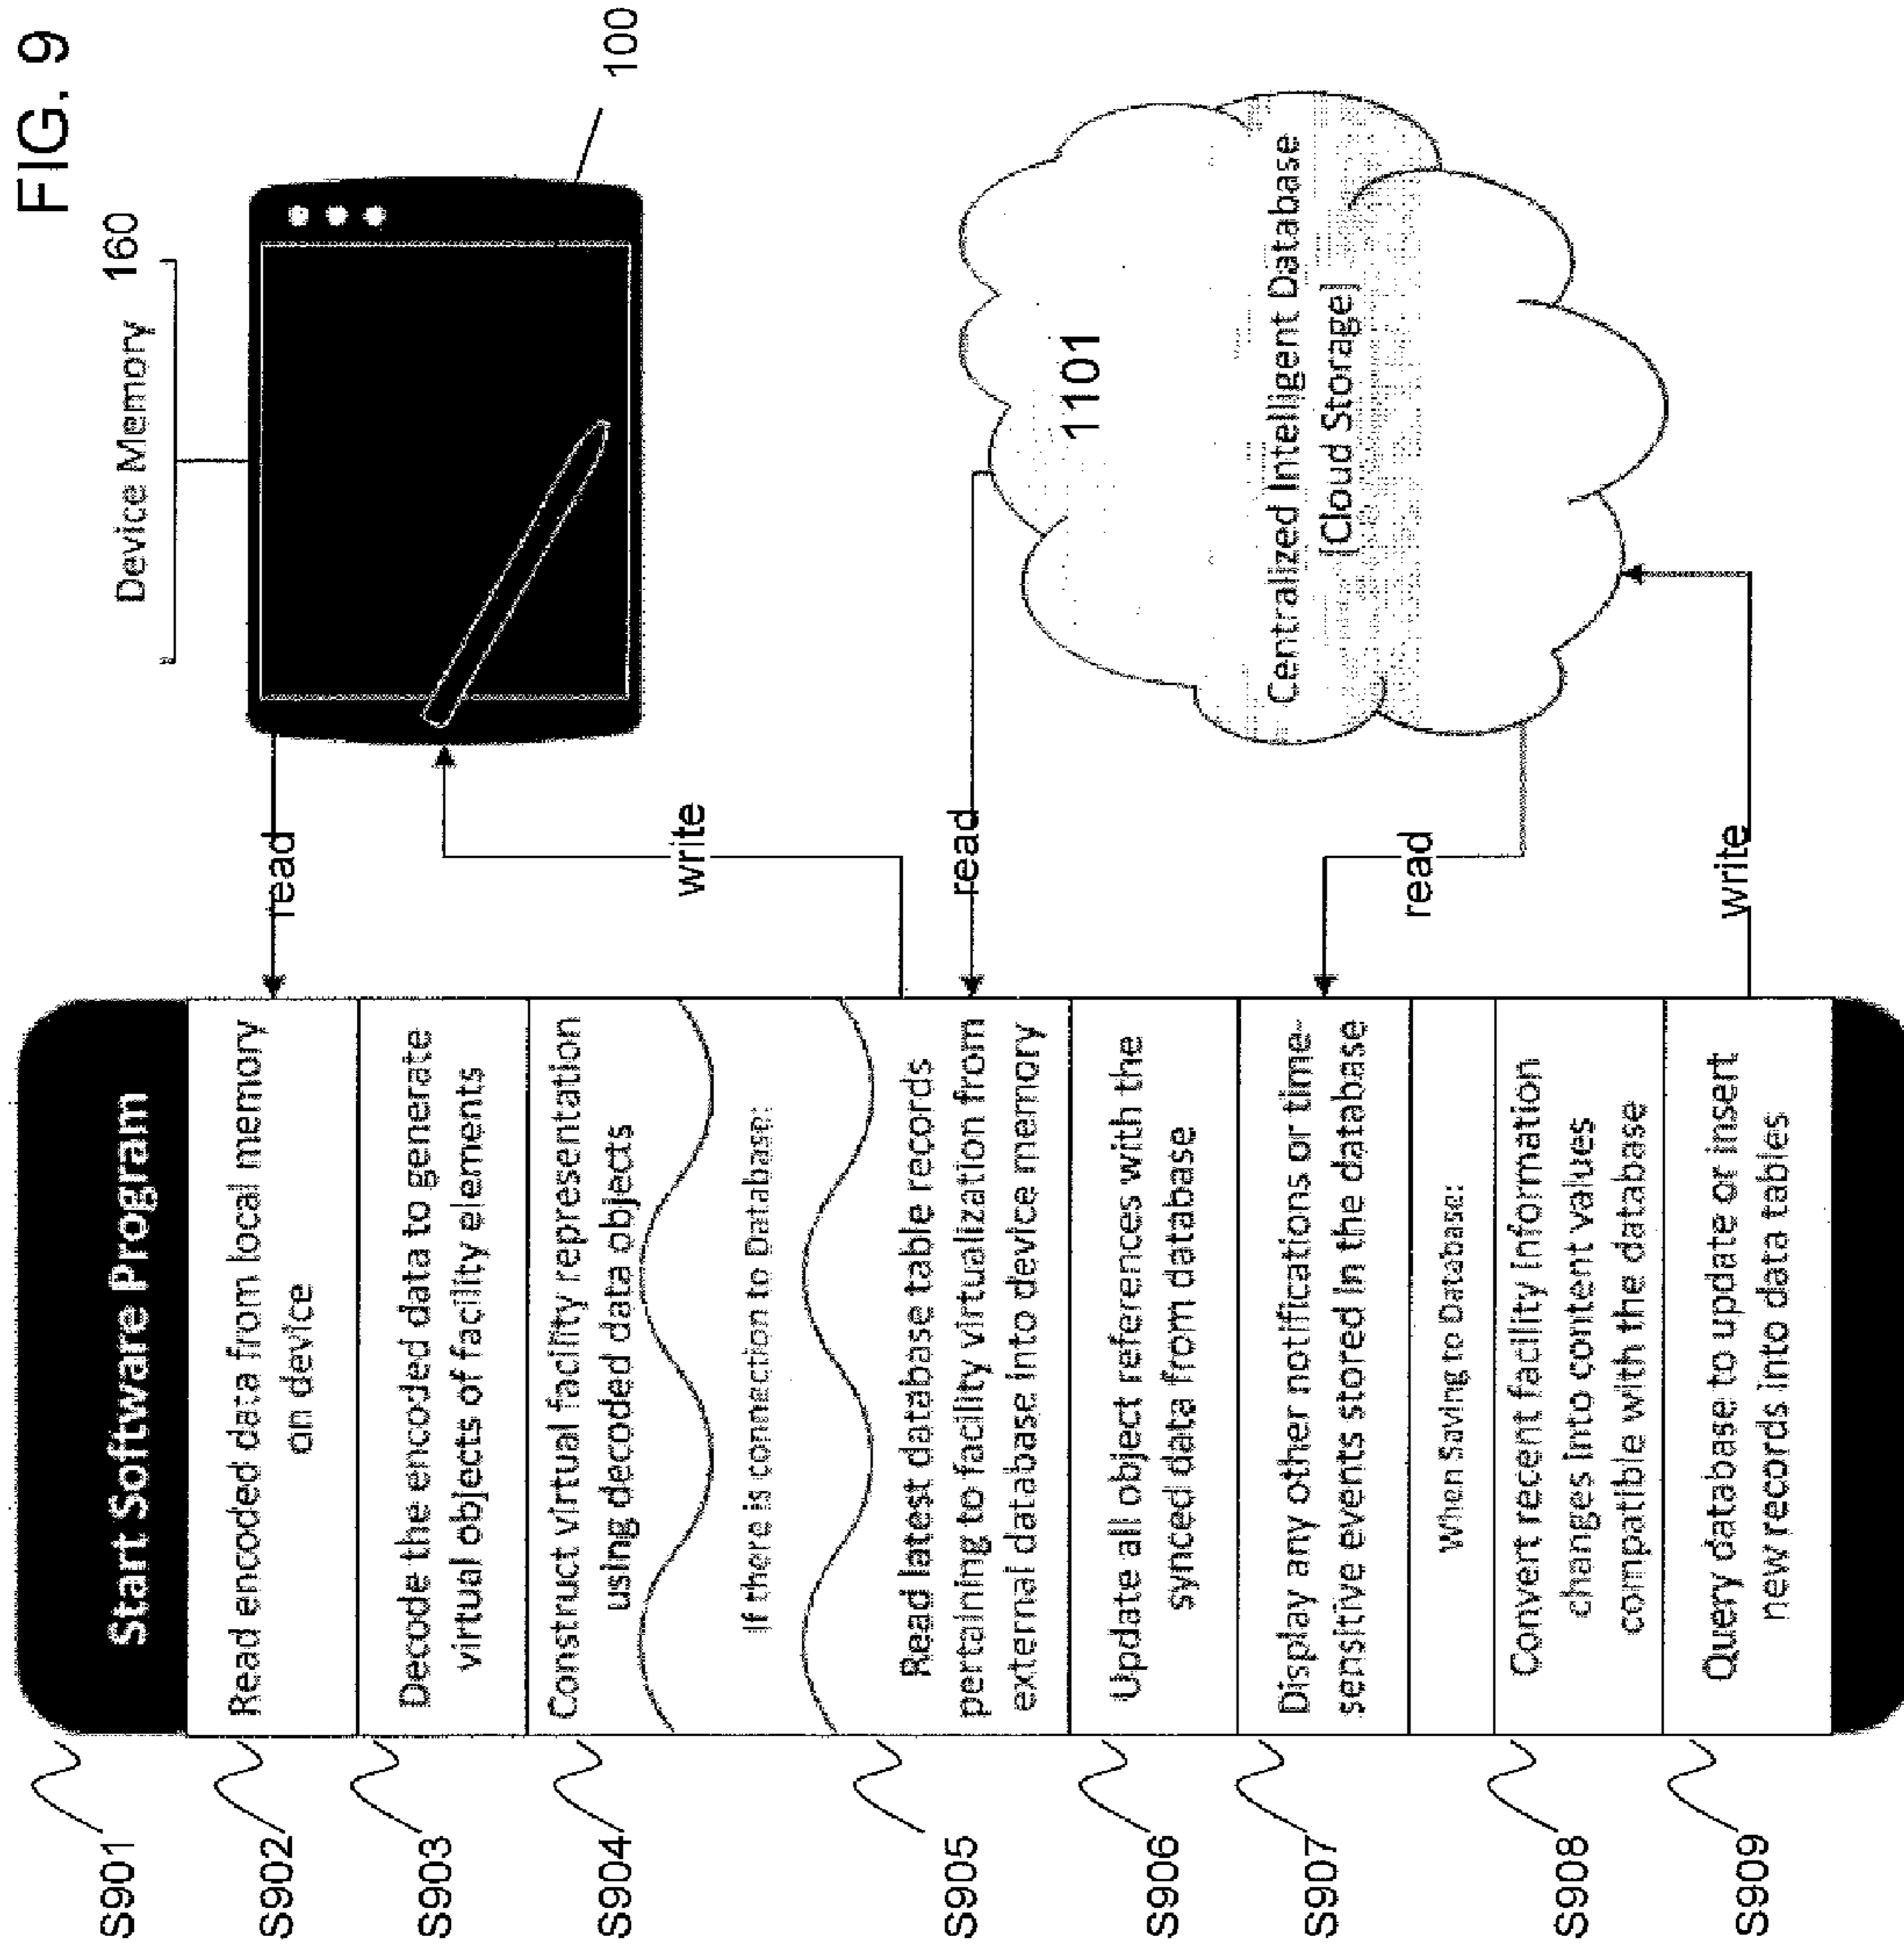 FIG. 9
S901
Start Software Program
S902
Read encoded data from local memory
on device
S903
Decode the encoded data to generate
virtual objects of facility elements
S904
Construct virtual facility representation
using decoded data objects
If there is connection to Database:
S905
Read latest database table records
pertaining to facility virtualization from
external database into device memory
S906
Update all object references with the
synced data from database
S907
Display any other notifications or time-
sensitive events stored in the database
When Saving to Database:
S908
Convert recent facility information
changes into content values
compatible with the database
S909
Query database to update or insert
new records into data tables
read
write
read
read
write
Device Memory 160
100
1101
Centralized Intelligent Database
[Cloud Storage]